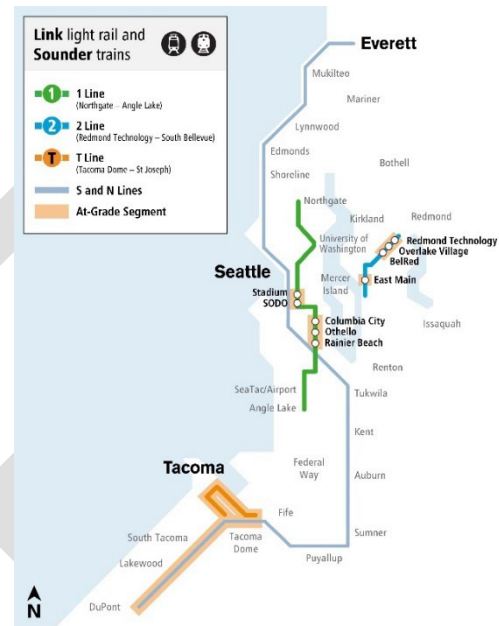 Link light rail and
Sounder trains
1
1 Line
(Northgate – Angle Lake)
2
2 Line
(Redmond Technology – South Bellevue)
T
T Line
(Tacoma Dome – St Joseph)
S and N Lines
At-Grade Segment
Everett
Mukilteo
Mariner
Lynnwood
Edmonds
Bothell
Shoreline
Northgate
Kirkland
Redmond
University of
Washington
Redmond Technology
Overlake Village
BelRed
Seattle
Mercer
Island
East Main
Stadium
SODO
Columbia City
Othello
Rainier Beach
Issaquah
Renton
SeaTac/Airport
Tukwila
Angle Lake
Kent
Federal
Way
Auburn
Tacoma
Fife
South Tacoma
Tacoma
Dome
Sumner
Lakewood
Puyallup
DuPont
N